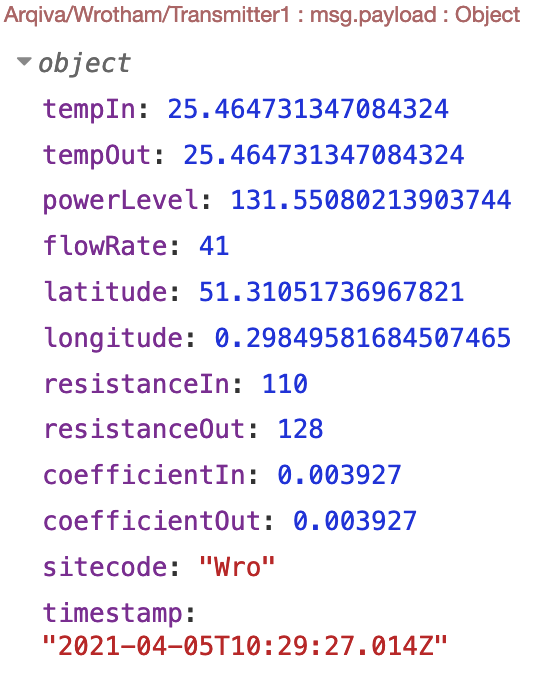 Arqiva/Wrotham/Transmitter1 : msg.payload : Object
object
tempIn: 25.464731347084324
tempOut: 25.464731347084324
powerLevel: 131.55080213903744
flowRate: 41
latitude: 51.31051736967821
longitude: 0.29849581684507465
resistanceIn: 110
resistanceOut: 128
coefficientIn: 0.003927
coefficientOut: 0.003927
sitecode: "Wro"
timestamp:
"2021-04-05T10:29:27.014Z"